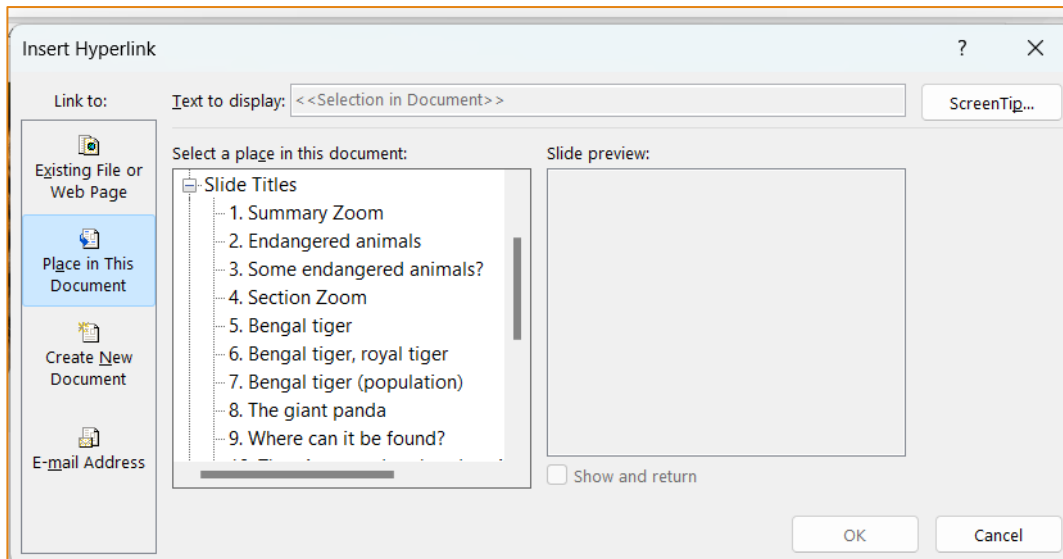 Insert Hyperlink
?
Link to:
Text to display:
<<Selection in Document>>
ScreenTip...
Existing File or
Web Page
Place in This
Document
Create New
Document
E-mail Address
Select a place in this document:
Slide Titles
1. Summary Zoom
2. Endangered animals
3. Some endangered animals?
4. Section Zoom
5. Bengal tiger
6. Bengal tiger, royal tiger
7. Bengal tiger (population)
8. The giant panda
9. Where can it be found?
Slide preview:
Show and return
OK
Cancel